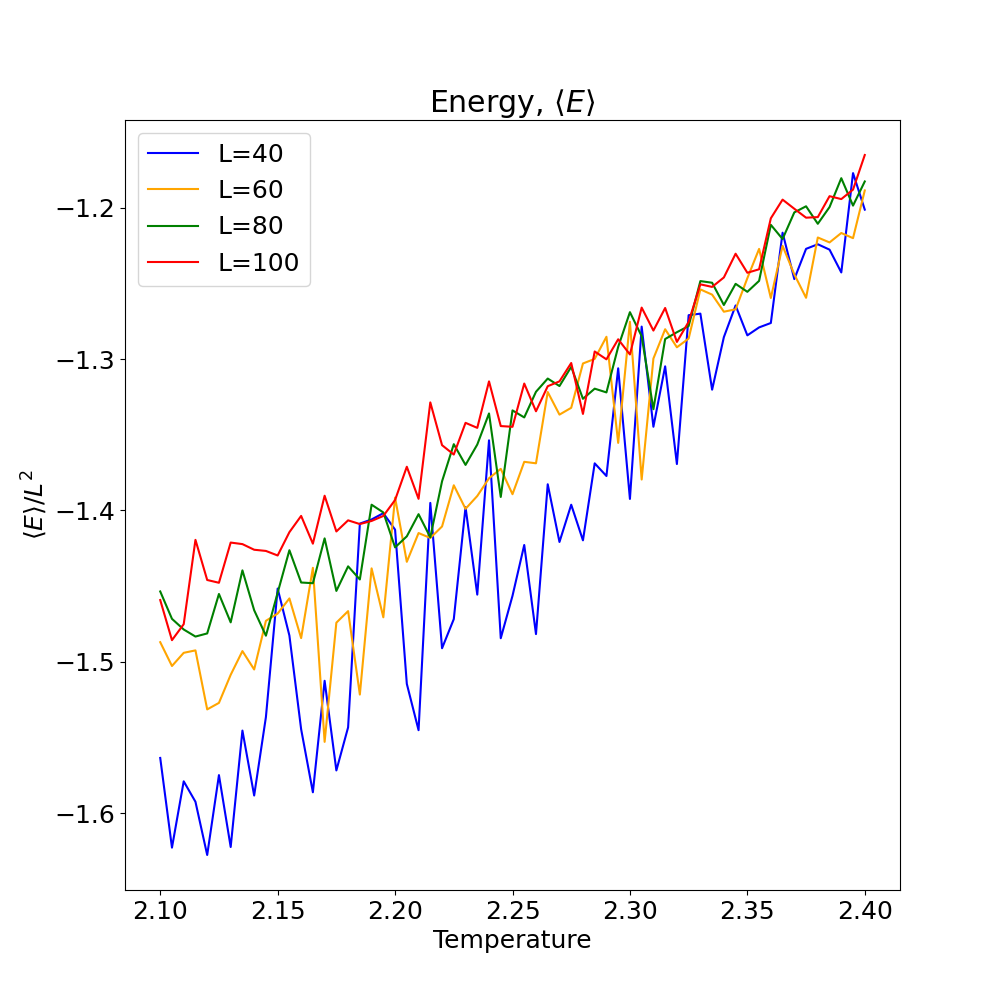 Energy, ⟨E⟩
L=40
L=60
L=80
L=100
−1.2
−1.3
−1.4
−1.5
−1.6
⟨E⟩/L²
2.10 2.15 2.20 2.25 2.30 2.35 2.40
Temperature